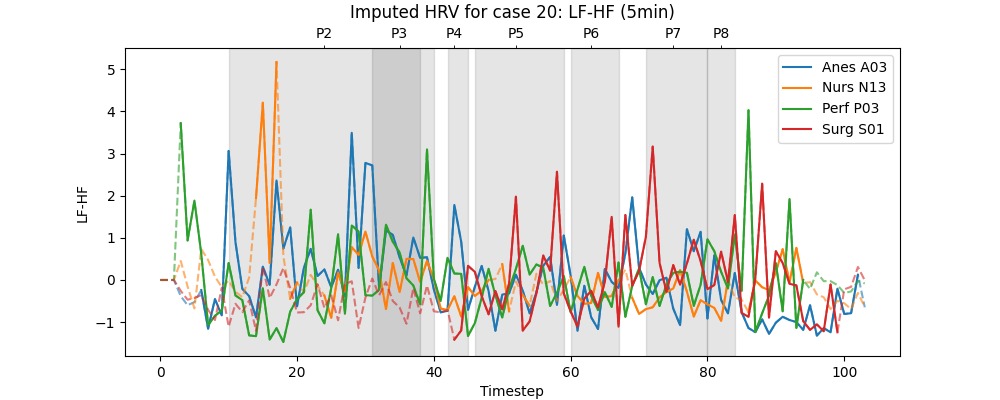 Imputed HRV for case 20: LF-HF (5min)
P2 P3 P4 P5 P6 P7 P8
5
4
3
2
1
0
−1
LF-HF
Anes A03
Nurs N13
Perf P03
Surg S01
0 20 40 60 80 100
Timestep